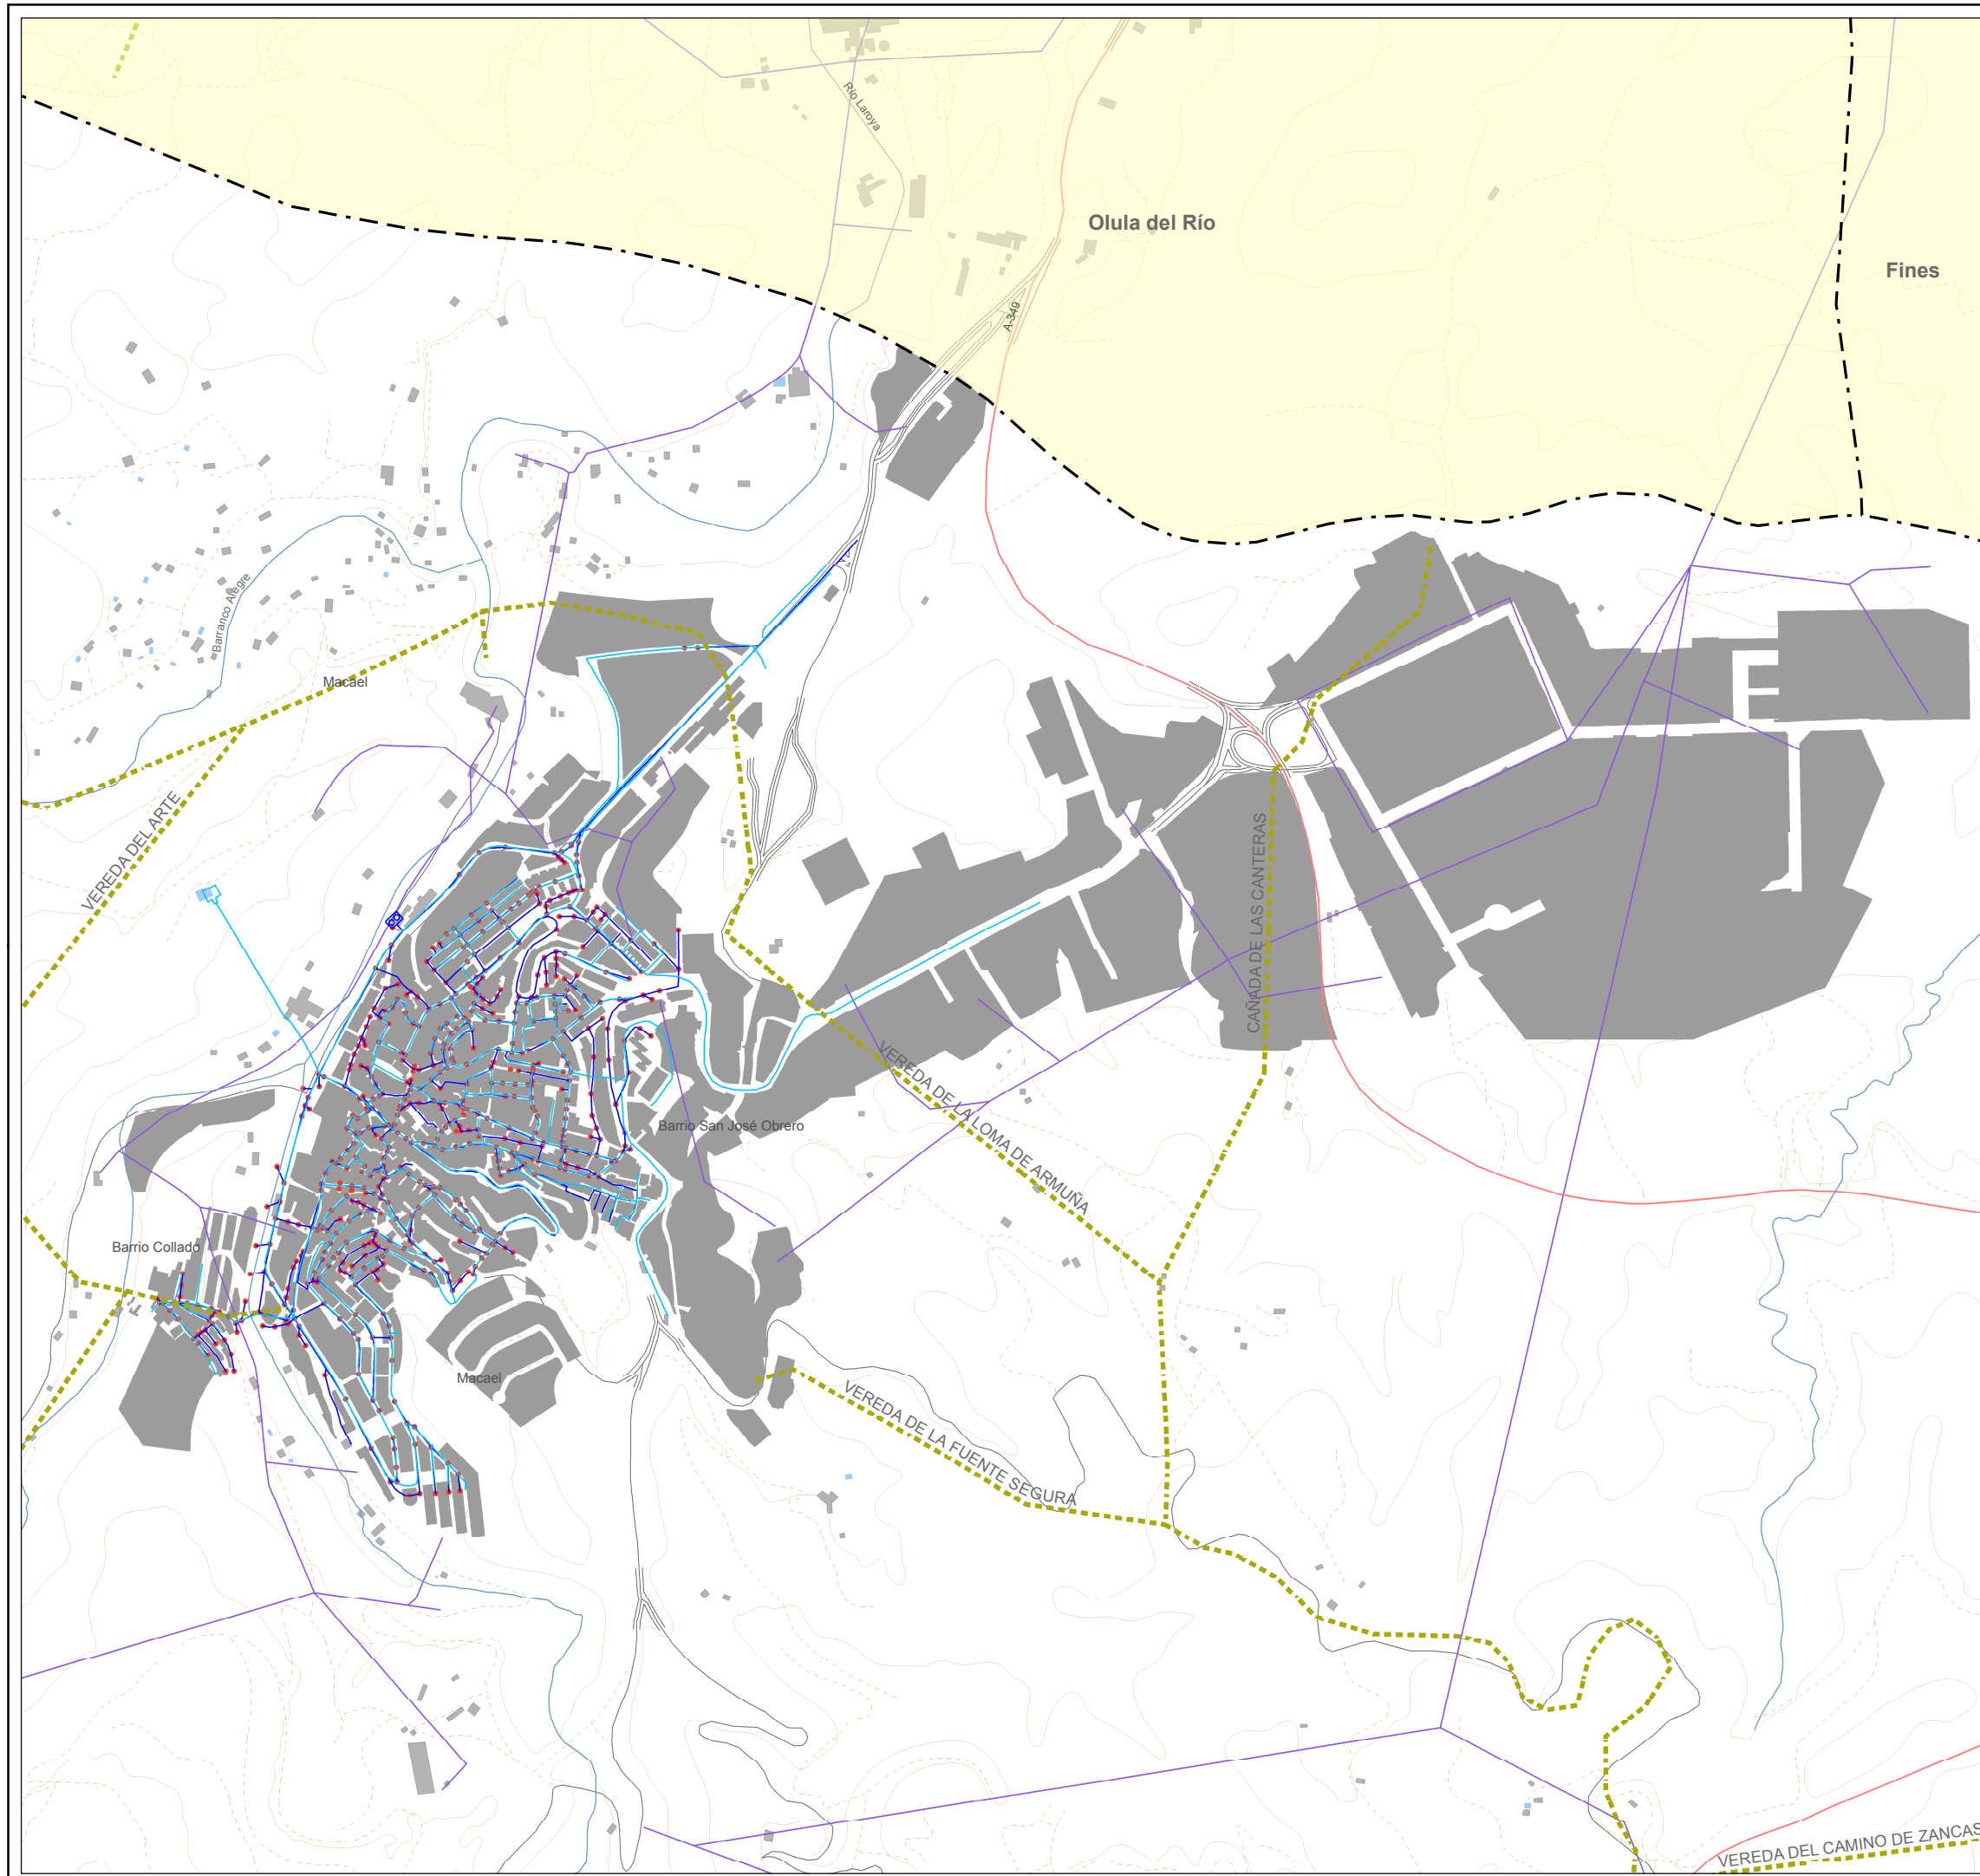 Río Laroya
Olula del Río
Fines
A-349
Barranco Alegre
Macael
VEREDA DEL ARTE
CAÑADA DE LAS CANTERAS
VEREDA DE LA LOMA DE ARMUÑA
Barrio San José Obrero
Barrio Collado
Macael
VEREDA DE LA FUENTE SEGURA
VEREDA DEL CAMINO DE ZANCAS